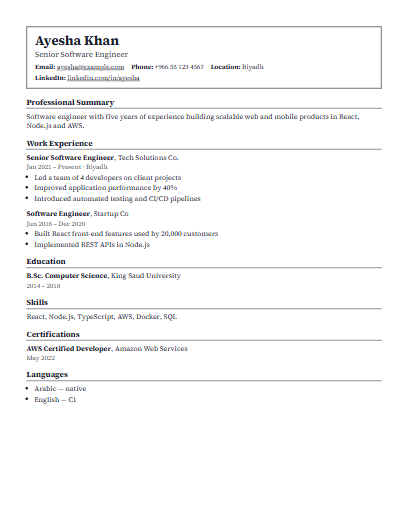 Ayesha Khan
Senior Software Engineer
Email: ayesha@example.com Phone: +966 55 123 4567 Location: Riyadh
LinkedIn: linkedin.com/in/ayesha
Professional Summary
Software engineer with five years of experience building scalable web and mobile products in React,
Node.js and AWS.
Work Experience
Senior Software Engineer, Tech Solutions Co.
Jan 2021 – Present · Riyadh
• Led a team of 4 developers on client projects
• Improved application performance by 40%
• Introduced automated testing and CI/CD pipelines
Software Engineer, Startup Co
Jun 2018 – Dec 2020
• Built React front-end features used by 20,000 customers
• Implemented REST APIs in Node.js
Education
B.Sc. Computer Science, King Saud University
2014 – 2018
Skills
React, Node.js, TypeScript, AWS, Docker, SQL
Certifications
AWS Certified Developer, Amazon Web Services
May 2022
Languages
• Arabic — native
• English — C1